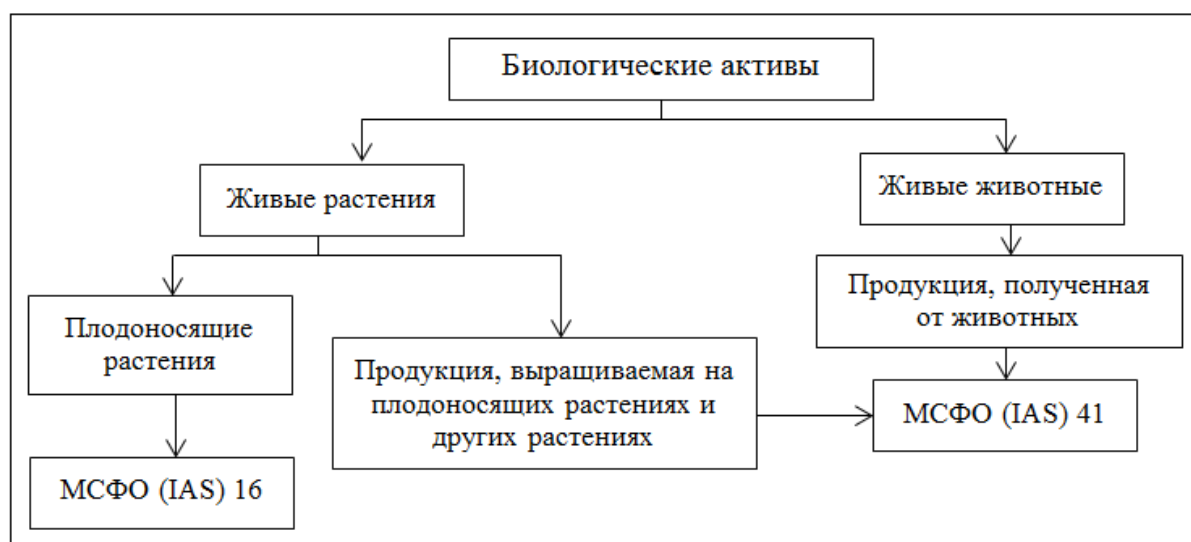 Биологические активы
Живые растения
Живые животные
Плодоносящие
растения
Продукция, выращиваемая на
плодоносящих растениях и
других растениях
Продукция, полученная
от животных
МСФО (IAS) 16
МСФО (IAS) 41